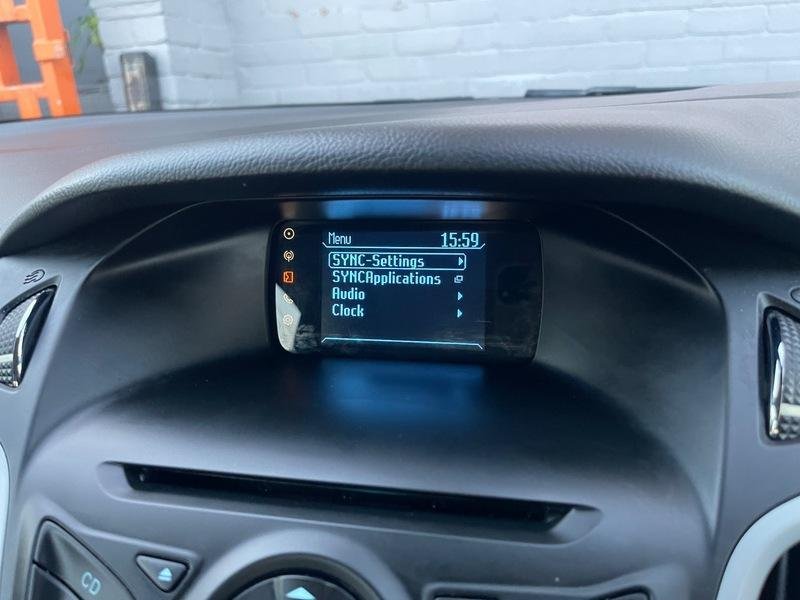 Menu 15:59
SYNC-Settings
SYNCApplications
Audio
Clock
CD